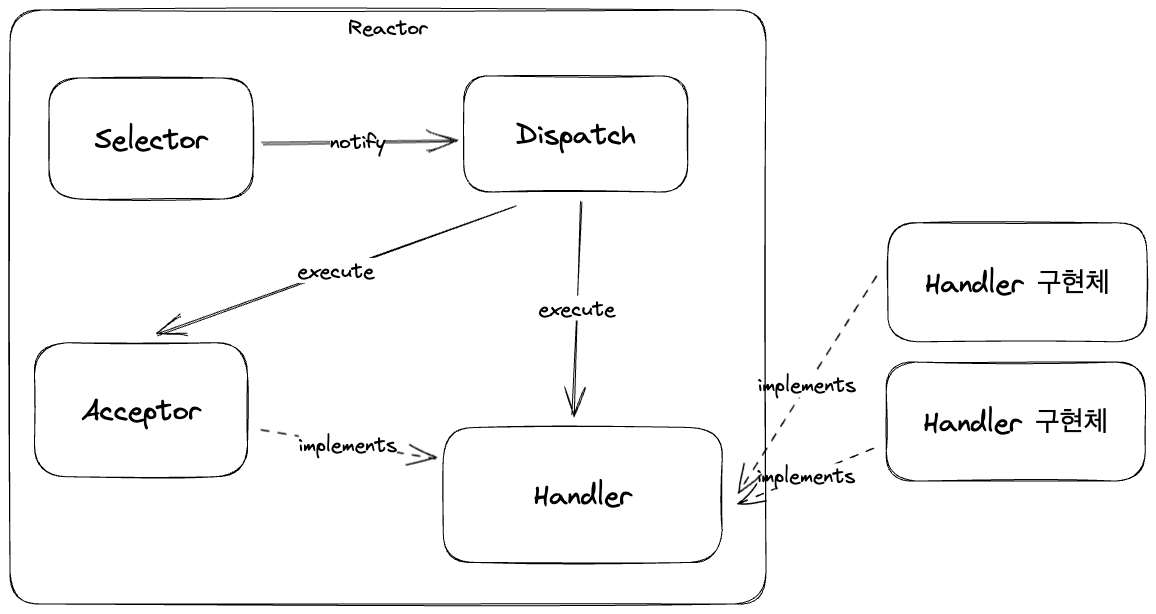 Reactor
Selector
notify
Dispatch
execute
execute
Handler 구현체
implements
Acceptor
implements
Handler 구현체
implements
Handler